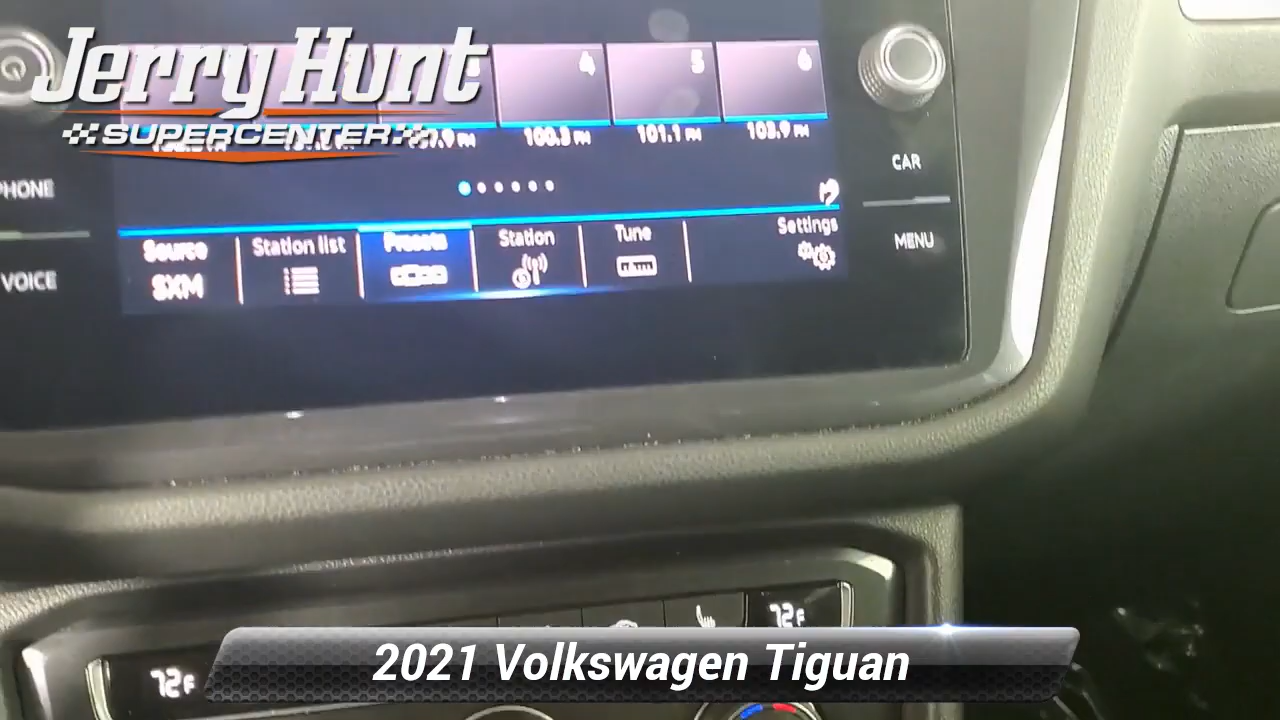 Jerry Hunt
SUPERCENTER
4 5 6
100.3 FM 101.1 FM 103.9 FM
PHONE
CAR
Source Station list Presets Station Tune Settings
SXM
MENU
VOICE
72F
72F
2021 Volkswagen Tiguan